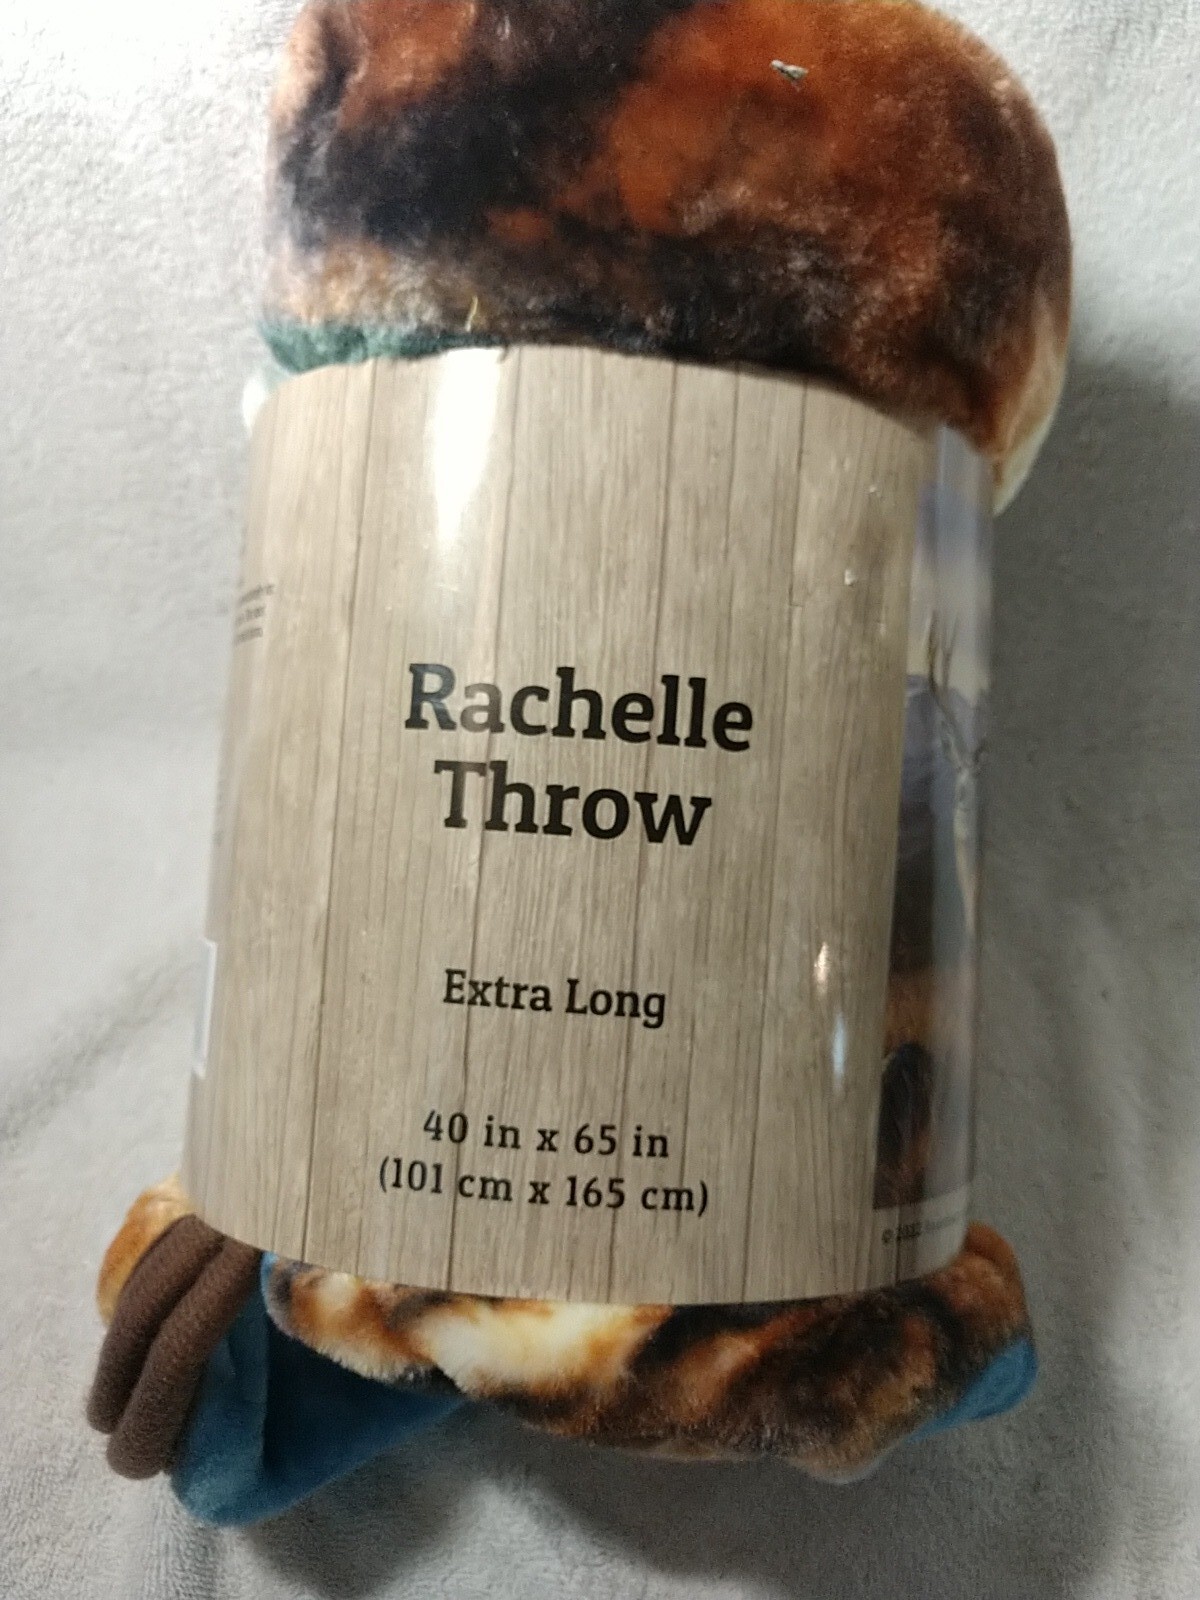 Rachelle
Throw
Extra Long
40 in x 65 in
(101 cm x 165 cm)
©